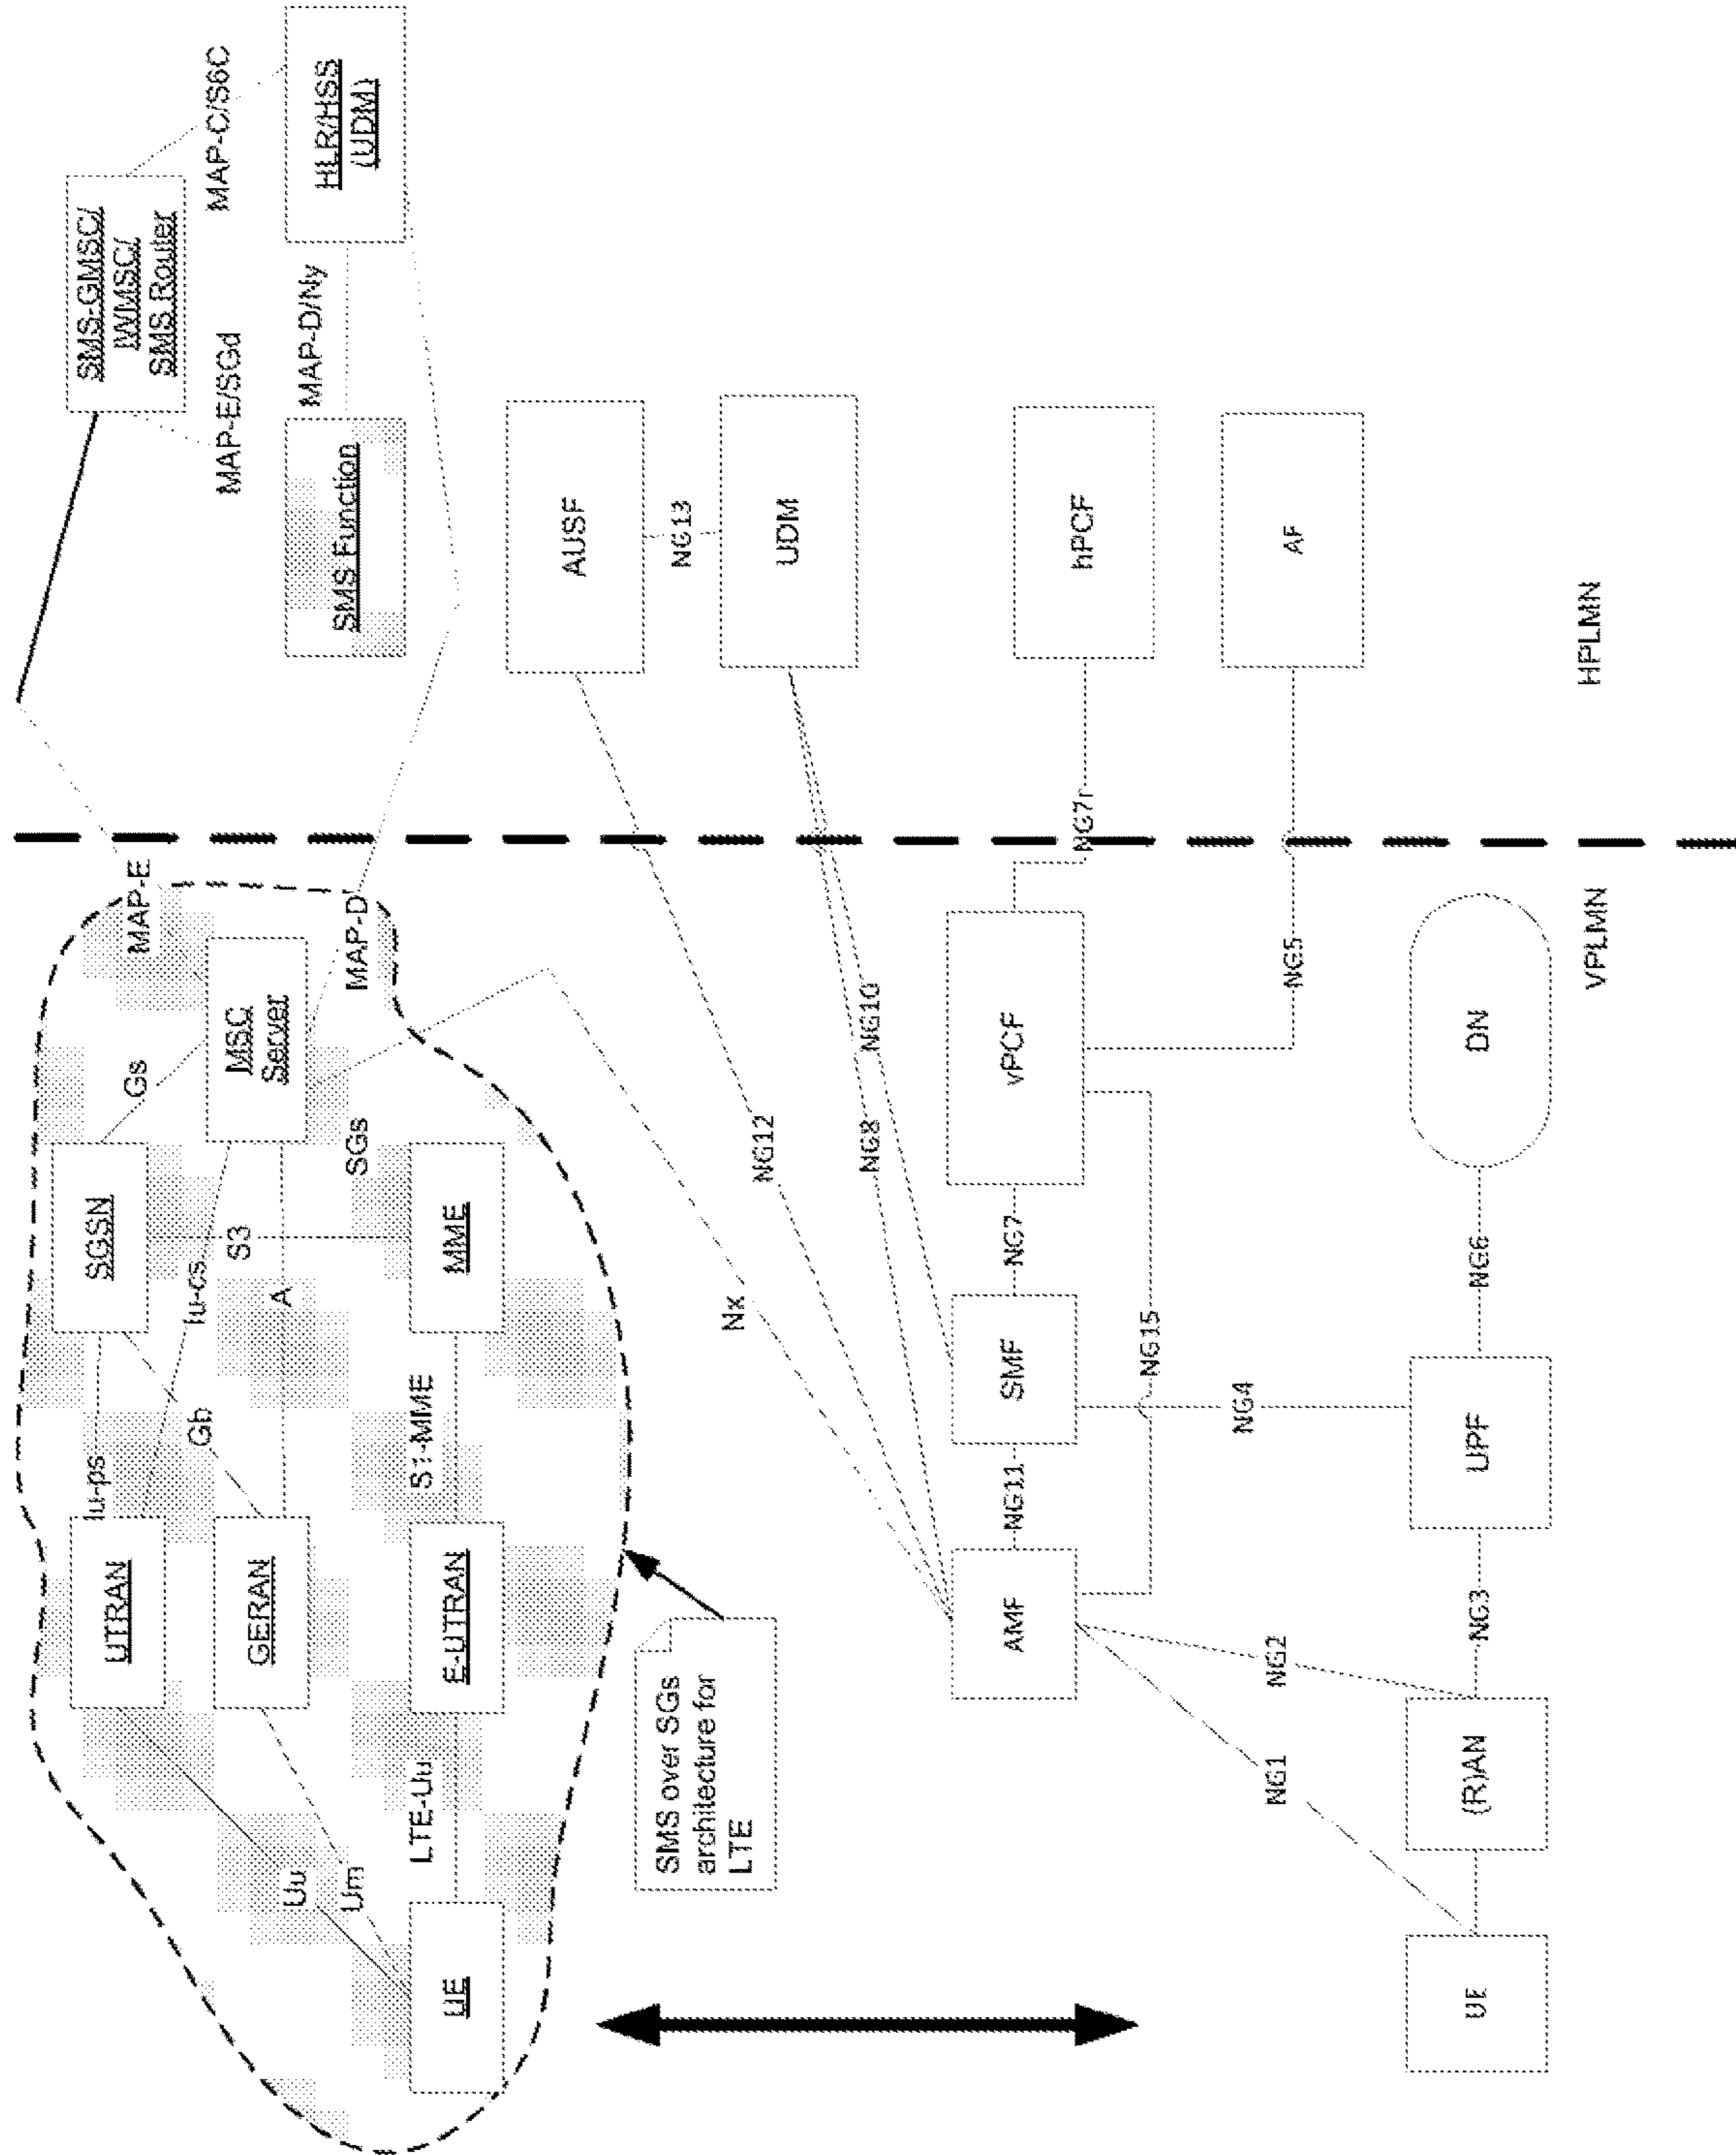 SMS-GMSC/
IWMSC/
SMS Router
MAP-C/S6C
MAP-E/SGd
HLR/HSS
(UDM)
MAP-D/Ny
SMS Function
MAP-E
MAP-D
UTRAN
Iu-ps
SGSN
Gs
MSC
Server
Iu-cs
Gb
GERAN
A
S3
SGs
Uu
Um
UE
LTE-Uu
E-UTRAN
S1-MME
MME
SMS over SGs
architecture for
LTE
AUSF
NG13
UDM
Nx
NG12
NG8
NG10
AMF
NG11
SMF
NG7
vPCF
NG7r
hPCF
NG15
NG5
AF
NG4
NG1
NG2
UE
(R)AN
NG3
UPF
NG6
DN
VPLMN
HPLMN